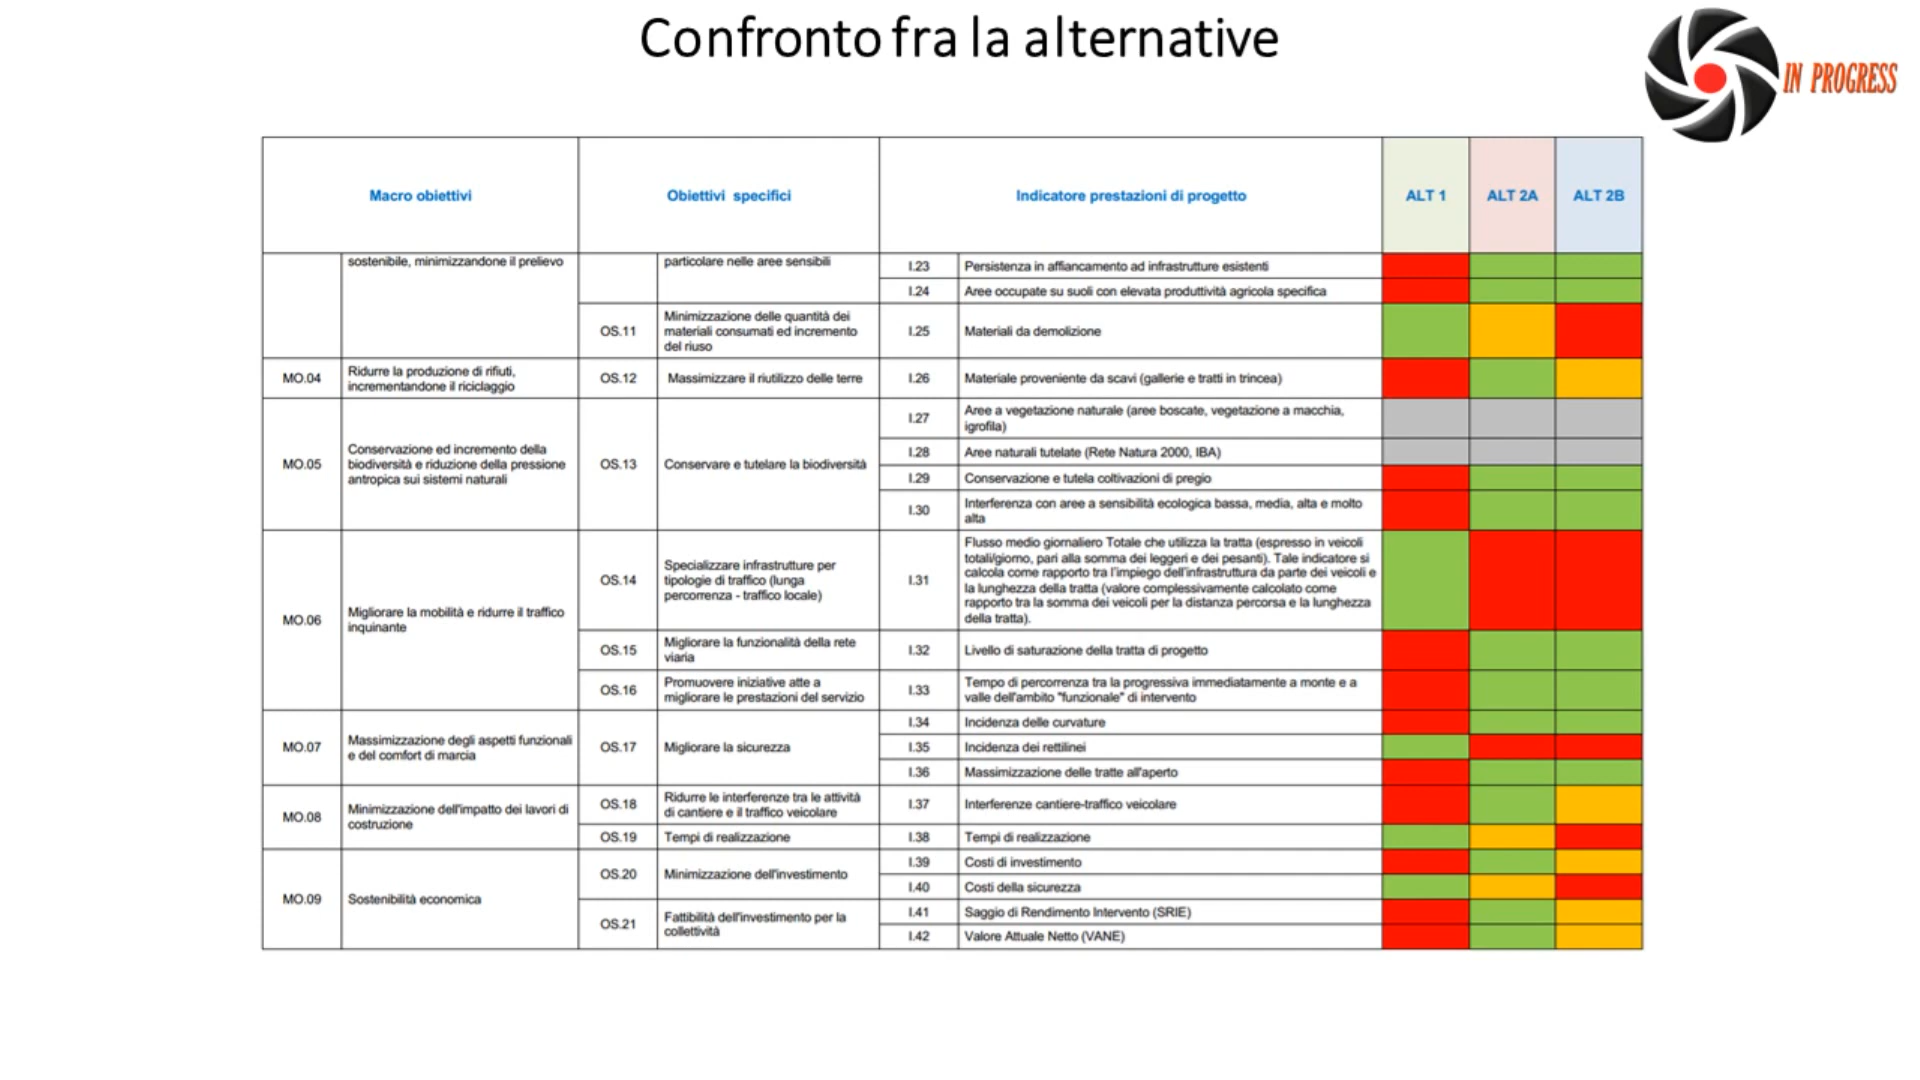 Confronto fra la alternative
IN PROGRESS
Macro obiettivi
Obiettivi specifici
Indicatore prestazioni di progetto
ALT 1
ALT 2A
ALT 2B
sostenibile, minimizzandone il prelievo
particolare nelle aree sensibili
I.23
Persistenza in affiancamento ad infrastrutture esistenti
I.24
Aree occupate su suoli con elevata produttività agricola specifica
OS.11
Minimizzazione delle quantità dei
materiali consumati ed incremento
del riuso
I.25
Materiali da demolizione
MO.04
Ridurre la produzione di rifiuti,
incrementandone il riciclaggio
OS.12
Massimizzare il riutilizzo delle terre
I.26
Materiale proveniente da scavi (gallerie e tratti in trincea)
MO.05
Conservazione ed incremento della
biodiversità e riduzione della pressione
antropica sui sistemi naturali
OS.13
Conservare e tutelare la biodiversità
I.27
Aree a vegetazione naturale (aree boscate, vegetazione a macchia,
igrofila)
I.28
Aree naturali tutelate (Rete Natura 2000, IBA)
I.29
Conservazione e tutela coltivazioni di pregio
I.30
Interferenza con aree a sensibilità ecologica bassa, media, alta e molto
alta
MO.06
Migliorare la mobilità e ridurre il traffico
inquinante
OS.14
Specializzare infrastrutture per
tipologie di traffico (lunga
percorrenza - traffico locale)
I.31
Flusso medio giornaliero Totale che utilizza la tratta (espresso in veicoli
totali/giorno, pari alla somma dei leggeri e dei pesanti). Tale indicatore si
calcola come rapporto tra l'impiego dell'infrastruttura da parte dei veicoli e
la lunghezza della tratta (valore complessivamente calcolato come
rapporto tra la somma dei veicoli per la distanza percorsa e la lunghezza
della tratta).
OS.15
Migliorare la funzionalità della rete
viaria
I.32
Livello di saturazione della tratta di progetto
OS.16
Promuovere iniziative atte a
migliorare le prestazioni del servizio
I.33
Tempo di percorrenza tra la progressiva immediatamente a monte e a
valle dell'ambito "funzionale" di intervento
MO.07
Massimizzazione degli aspetti funzionali
e del comfort di marcia
OS.17
Migliorare la sicurezza
I.34
Incidenza delle curvature
I.35
Incidenza dei rettilinei
I.36
Massimizzazione delle tratte all'aperto
MO.08
Minimizzazione dell'impatto dei lavori di
costruzione
OS.18
Ridurre le interferenze tra le attività
di cantiere e il traffico veicolare
I.37
Interferenze cantiere-traffico veicolare
OS.19
Tempi di realizzazione
I.38
Tempi di realizzazione
MO.09
Sostenibilità economica
OS.20
Minimizzazione dell'investimento
I.39
Costi di investimento
I.40
Costi della sicurezza
OS.21
Fattibilità dell'investimento per la
collettività
I.41
Saggio di Rendimento Intervento (SRIE)
I.42
Valore Attuale Netto (VANE)